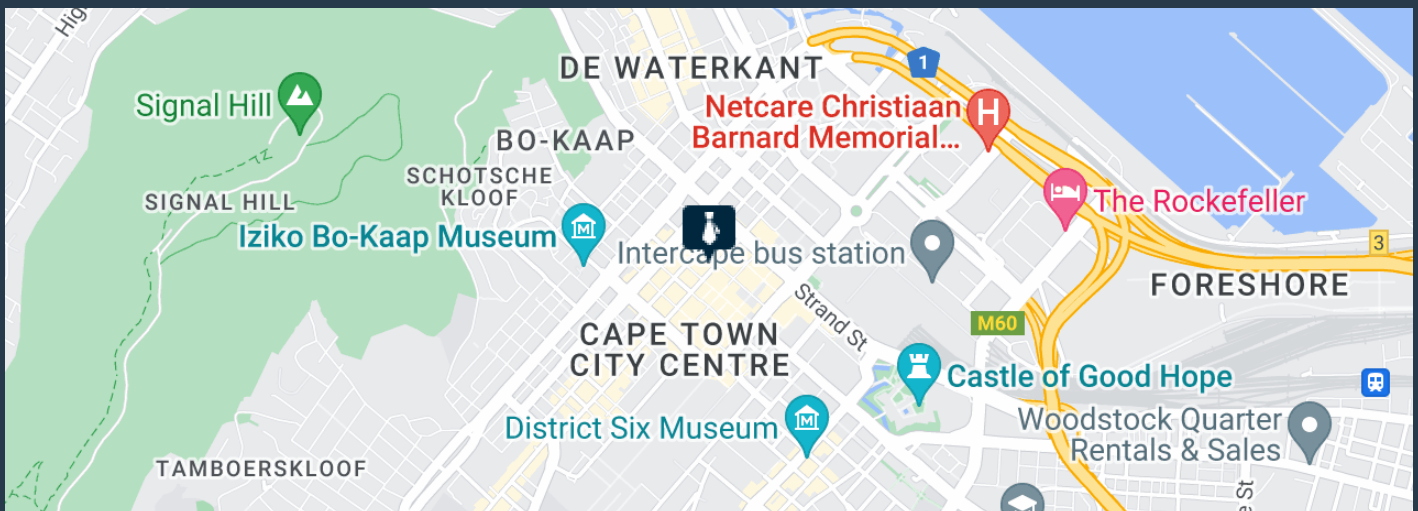 Hig
DE WATERKANT
1
Signal Hill
Netcare Christiaan
Barnard Memorial...
H
BO-KAAP
SCHOTSCHE
KLOOF
SIGNAL HILL
The Rockefeller
Iziko Bo-Kaap Museum
M
Intercape bus station
3
FORESHORE
Strand St
M60
CAPE TOWN
CITY CENTRE
Castle of Good Hope
District Six Museum
M
Woodstock Quarter
Rentals & Sales
TAMBOERSKLOOF
e St